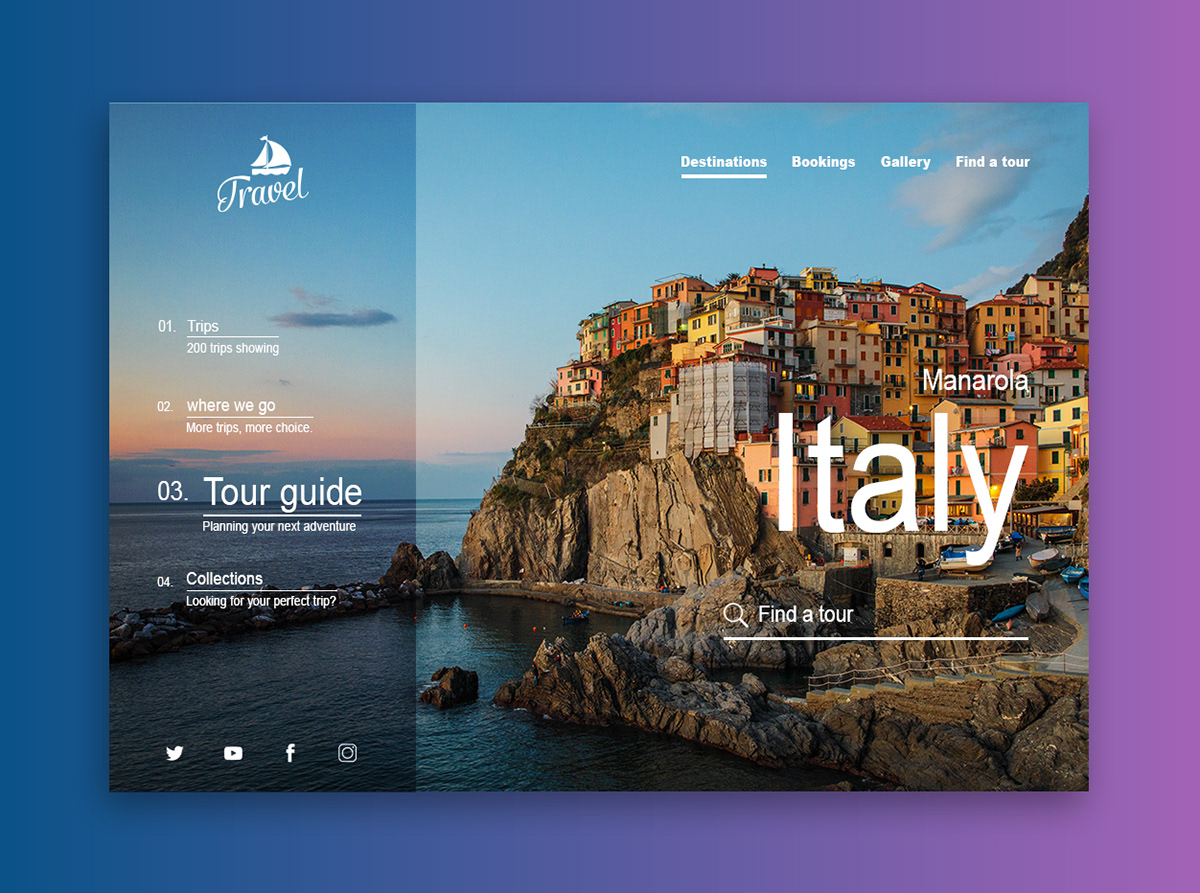 Travel
Destinations Bookings Gallery Find a tour
01. Trips
200 trips showing
02. where we go
More trips, more choice.
03. Tour guide
Planning your next adventure
04. Collections
Looking for your perfect trip?
Manarola
Italy
Find a tour